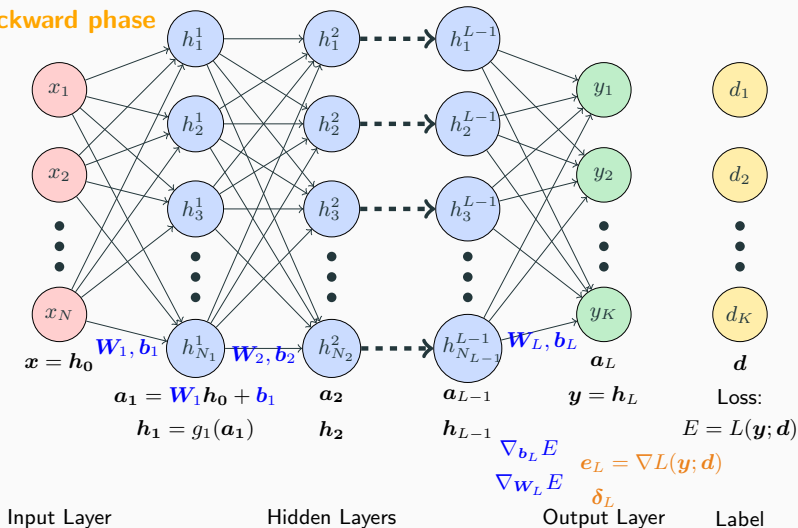 ckward phase
x_1 x_2 x_N
h_1^1 h_2^1 h_3^1 h_{N_1}^1
h_1^2 h_2^2 h_3^2 h_{N_2}^2
h_1^{L-1} h_2^{L-1} h_3^{L-1} h_{N_{L-1}}^{L-1}
y_1 y_2 y_K
d_1 d_2 d_K
W_1, b_1 W_2, b_2 W_L, b_L
x = h_0
a_1 = W_1 h_0 + b_1
h_1 = g_1(a_1)
a_2
h_2
a_{L-1}
h_{L-1}
a_L
y = h_L
d
Loss:
E = L(y; d)
∇_{b_L} E
∇_{W_L} E
e_L = ∇L(y; d)
δ_L
Input Layer Hidden Layers Output Layer Label